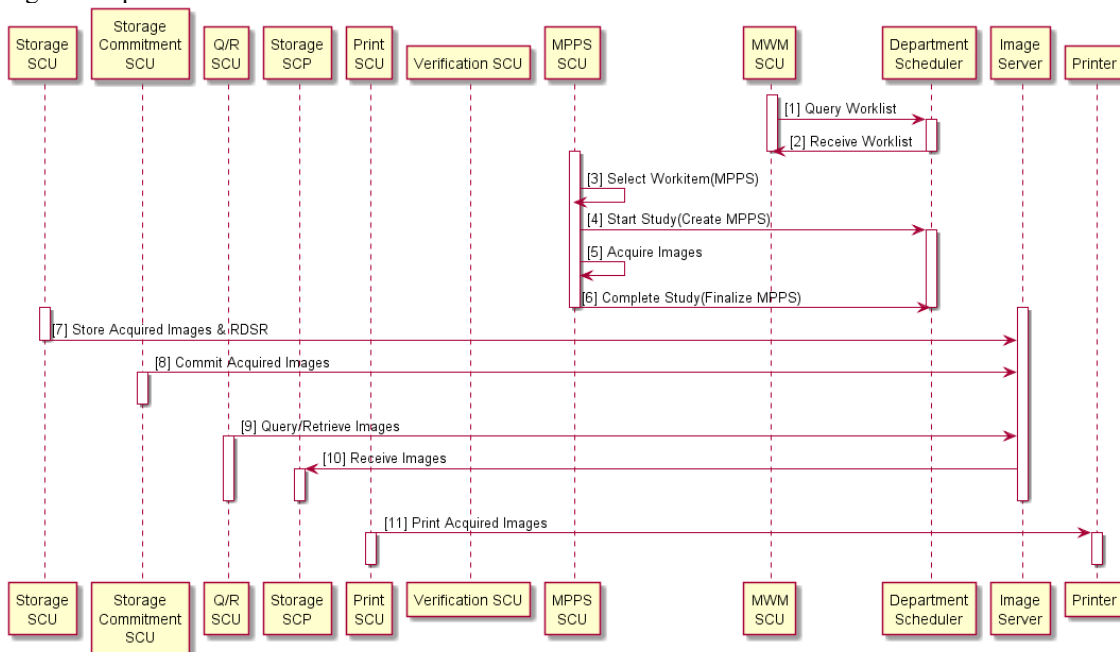 Storage
SCU
Storage
Commitment
SCU
Q/R
SCU
Storage
SCP
Print
SCU
Verification SCU
MPPS
SCU
MWM
SCU
Department
Scheduler
Image
Server
Printer
[1] Query Worklist
[2] Receive Worklist
[3] Select Workitem(MPPS)
[4] Start Study(Create MPPS)
[5] Acquire Images
[6] Complete Study(Finalize MPPS)
[7] Store Acquired Images & RDSR
[8] Commit Acquired Images
[9] Query/Retrieve Images
[10] Receive Images
[11] Print Acquired Images
Storage
SCU
Storage
Commitment
SCU
Q/R
SCU
Storage
SCP
Print
SCU
Verification SCU
MPPS
SCU
MWM
SCU
Department
Scheduler
Image
Server
Printer